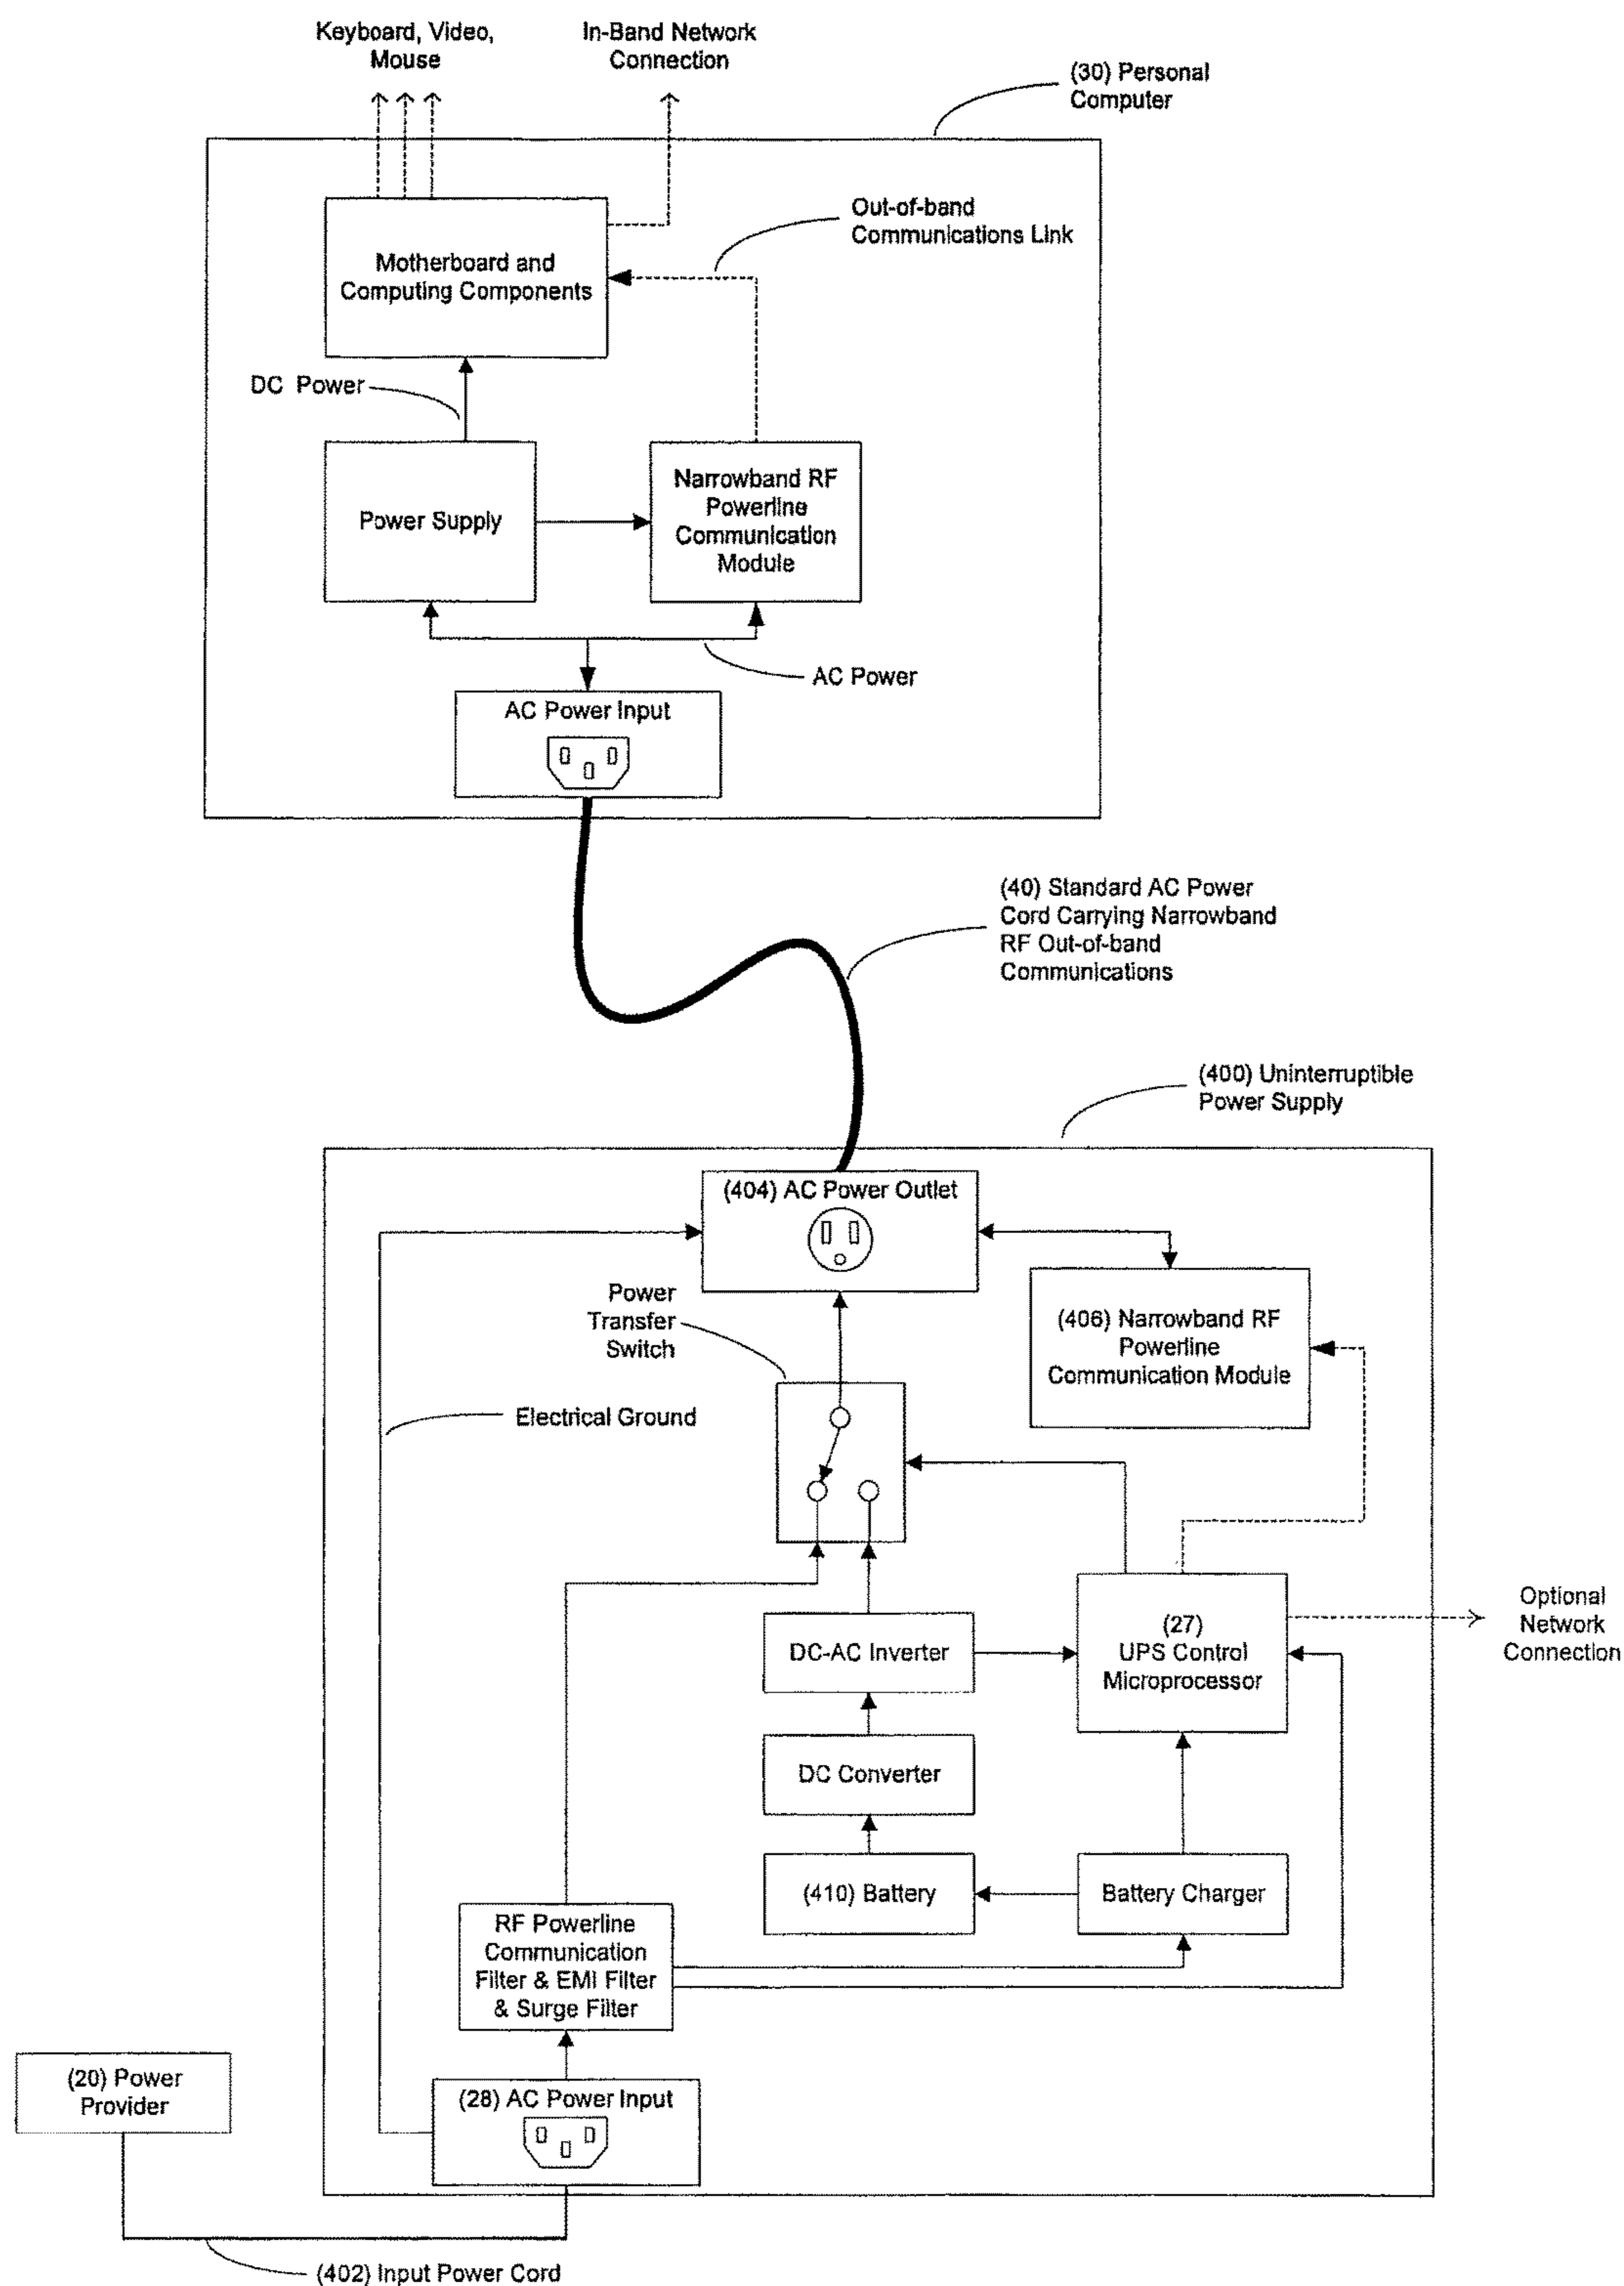 Keyboard, Video,
Mouse
In-Band Network
Connection
(30) Personal
Computer
Out-of-band
Communications Link
Motherboard and
Computing Components
DC Power
Power Supply
Narrowband RF
Powerline
Communication
Module
AC Power
AC Power Input
(40) Standard AC Power
Cord Carrying Narrowband
RF Out-of-band
Communications
(400) Uninterruptible
Power Supply
(404) AC Power Outlet
Power
Transfer
Switch
(406) Narrowband RF
Powerline
Communication Module
Electrical Ground
DC-AC Inverter
(27)
UPS Control
Microprocessor
Optional
Network
Connection
DC Converter
(410) Battery
Battery Charger
RF Powerline
Communication
Filter & EMI Filter
& Surge Filter
(20) Power
Provider
(28) AC Power Input
(402) Input Power Cord